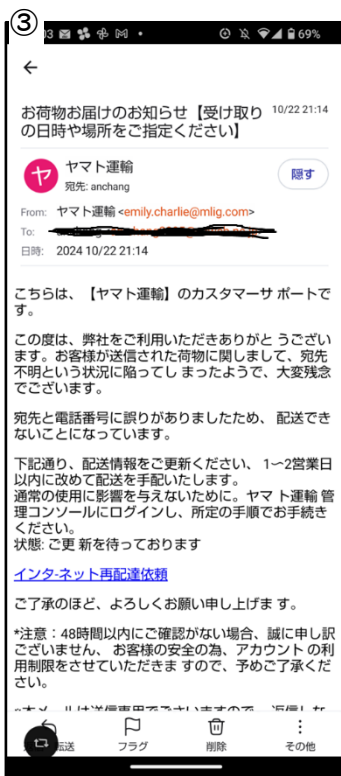 ③
03 69%
お荷物お届けのお知らせ【受け取り 10/22 21:14
の日時や場所をご指定ください】
ヤ ヤマト運輸 隠す
宛先: anchang
From: ヤマト運輸 <emily.charlie@mlig.com>
To:
日時: 2024 10/22 21:14
こちらは、【ヤマト運輸】のカスタマーサ ポートで
す。
この度は、弊社をご利用いただきありがと うござい
ます。お客様が送信された荷物に関しまして、宛先
不明という状況に陥ってし まったようで、大変残念
でございます。
宛先と電話番号に誤りがありましたため、 配送でき
ないことになっています。
下記通り、配送情報をご更新ください、 1〜2営業日
以内に改めて配送を手配いたします。
通常の使用に影響を与えないために。ヤマ ト運輸 管
理コンソールにログインし、所定の手順でお手続き
ください。
状態: ご更 新を待っております
インタ-ネット再配達依頼
ご了承のほど、よろしくお願い申し上げま す。
*注意：48時間以内にご確認がない場合、誠に申し訳
ございません、 お客様の安全の為、アカウント の利
用制限をさせていただきま すので、予めご了承くだ
さい。
転送 フラグ 削除 その他